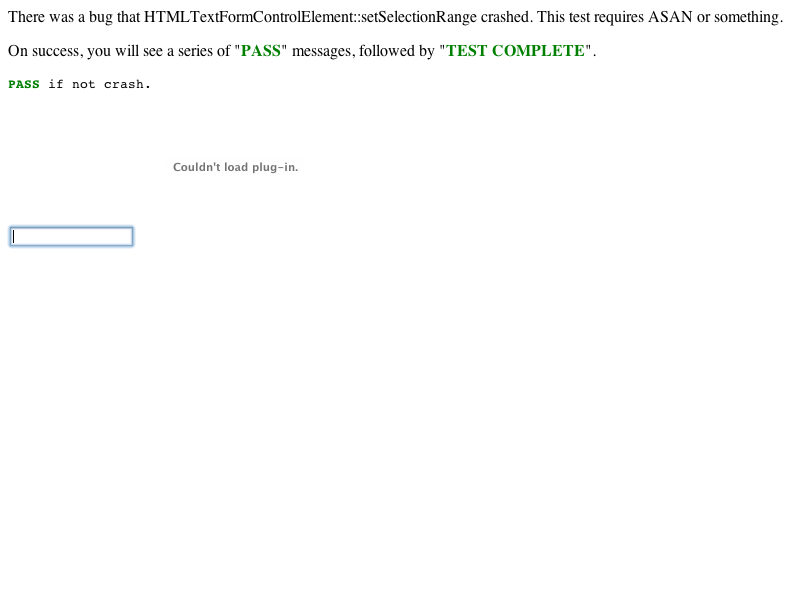 There was a bug that HTMLTextFormControlElement::setSelectionRange crashed. This test requires ASAN or something.
On success, you will see a series of "PASS" messages, followed by "TEST COMPLETE".
PASS if not crash.
Couldn't load plug-in.